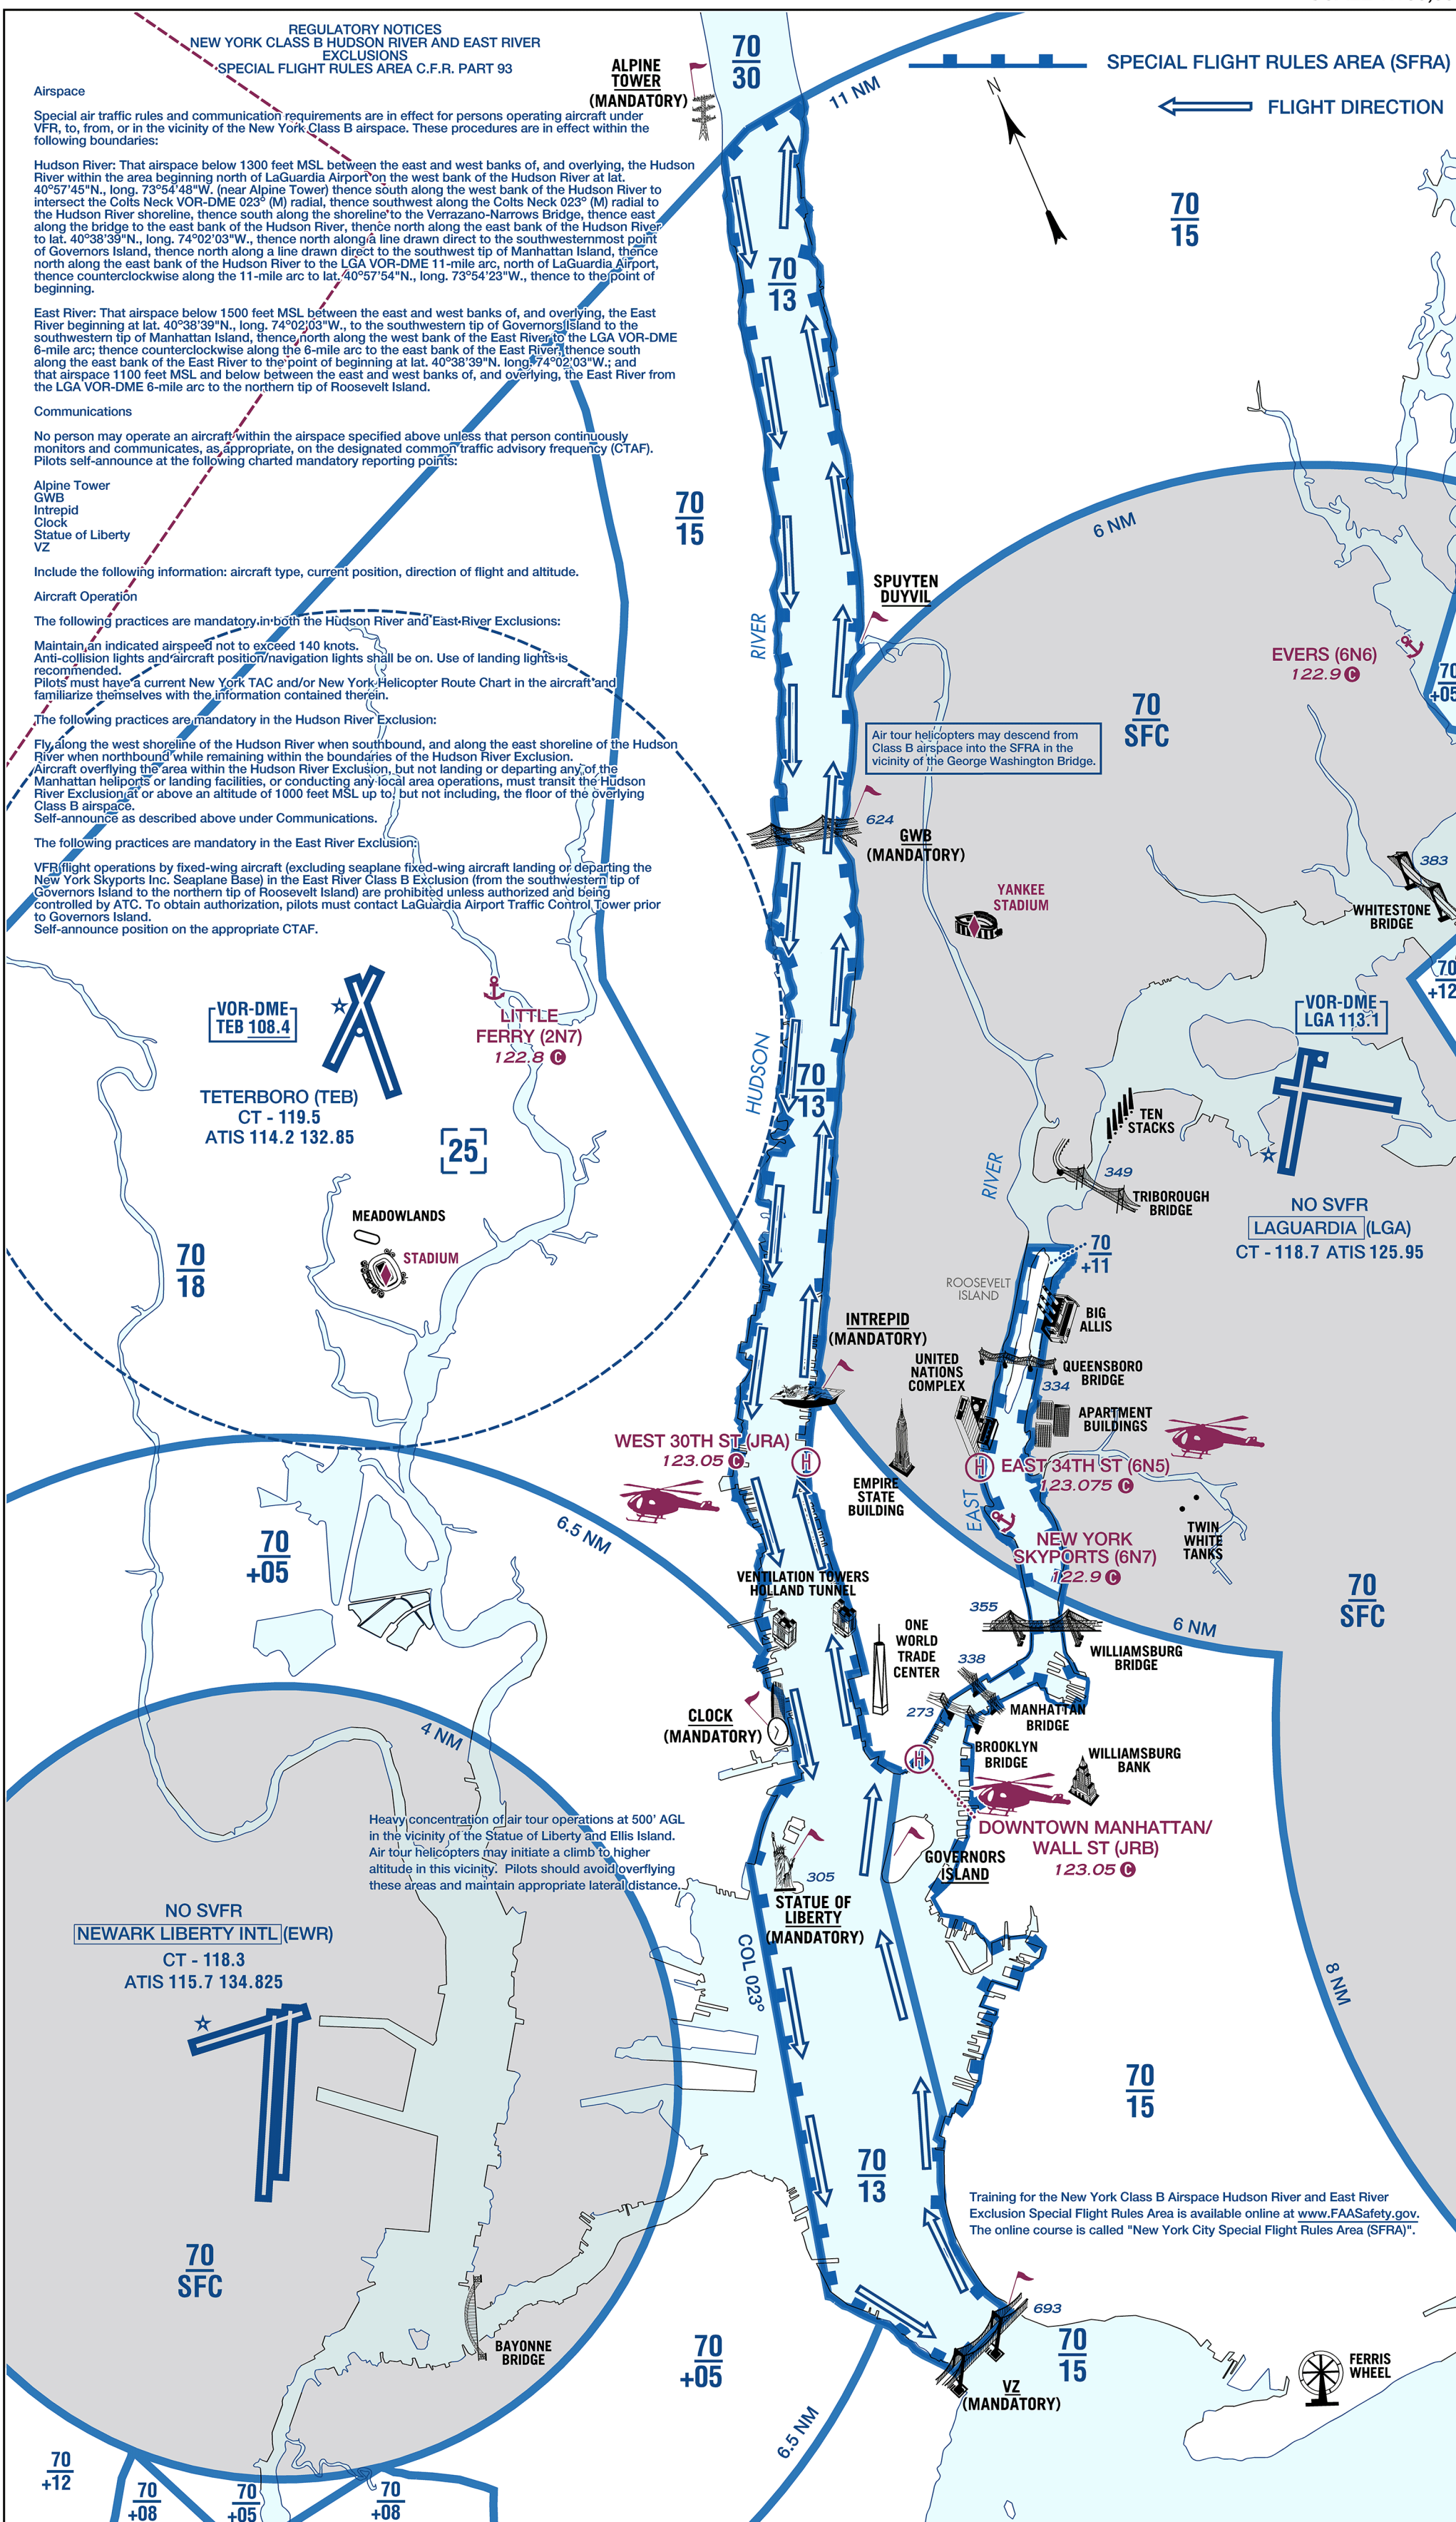 REGULATORY NOTICES
NEW YORK CLASS B HUDSON RIVER AND EAST RIVER
EXCLUSIONS
SPECIAL FLIGHT RULES AREA C.F.R. PART 93
Airspace
Special air traffic rules and communication requirements are in effect for persons operating aircraft under
VFR, to, from, or in the vicinity of the New York Class B airspace. These procedures are in effect within the
following boundaries:
Hudson River: That airspace below 1300 feet MSL between the east and west banks of, and overlying, the Hudson
River within the area beginning north of LaGuardia Airport on the west bank of the Hudson River at lat.
40°57'45"N., long. 73°54'48"W. (near Alpine Tower) thence south along the west bank of the Hudson River to
intersect the Colts Neck VOR-DME 023° (M) radial, thence southwest along the Colts Neck 023° (M) radial to
the Hudson River shoreline, thence south along the shoreline to the Verrazano-Narrows Bridge, thence east
along the bridge to the east bank of the Hudson River, thence north along the east bank of the Hudson River
to lat. 40°38'39"N., long. 74°02'03"W., thence north along a line drawn direct to the southwesternmost point
of Governors Island, thence north along a line drawn direct to the southwest tip of Manhattan Island, thence
north along the east bank of the Hudson River to the LGA VOR-DME 11-mile arc, north of LaGuardia Airport,
thence counterclockwise along the 11-mile arc to lat. 40°57'54"N., long. 73°54'23"W., thence to the point of
beginning.
East River: That airspace below 1500 feet MSL between the east and west banks of, and overlying, the East
River beginning at lat. 40°38'39"N., long. 74°02'03"W., to the southwestern tip of Governors Island to the
southwestern tip of Manhattan Island, thence north along the west bank of the East River to the LGA VOR-DME
6-mile arc; thence counterclockwise along the 6-mile arc to the east bank of the East River, thence south
along the east bank of the East River to the point of beginning at lat. 40°38'39"N. long. 74°02'03"W.; and
that airspace 1100 feet MSL and below between the east and west banks of, and overlying, the East River from
the LGA VOR-DME 6-mile arc to the northern tip of Roosevelt Island.
Communications
No person may operate an aircraft within the airspace specified above unless that person continuously
monitors and communicates, as appropriate, on the designated common traffic advisory frequency (CTAF).
Pilots self-announce at the following charted mandatory reporting points:
Alpine Tower
GWB
Intrepid
Clock
Statue of Liberty
VZ
Include the following information: aircraft type, current position, direction of flight and altitude.
Aircraft Operation
The following practices are mandatory in both the Hudson River and East River Exclusions:
Maintain an indicated airspeed not to exceed 140 knots.
Anti-collision lights and aircraft position/navigation lights shall be on. Use of landing lights is
recommended.
Pilots must have a current New York TAC and/or New York Helicopter Route Chart in the aircraft and
familiarize themselves with the information contained therein.
The following practices are mandatory in the Hudson River Exclusion:
Fly along the west shoreline of the Hudson River when southbound, and along the east shoreline of the Hudson
River when northbound while remaining within the boundaries of the Hudson River Exclusion.
Aircraft overflying the area within the Hudson River Exclusion, but not landing or departing any of the
Manhattan heliports or landing facilities, or conducting any local area operations, must transit the Hudson
River Exclusion at or above an altitude of 1000 feet MSL up to, but not including, the floor of the overlying
Class B airspace.
Self-announce as described above under Communications.
The following practices are mandatory in the East River Exclusion:
VFR flight operations by fixed-wing aircraft (excluding seaplane fixed-wing aircraft landing or departing the
New York Skyports Inc. Seaplane Base) in the East River Class B Exclusion (from the southwestern tip of
Governors Island to the northern tip of Roosevelt Island) are prohibited unless authorized and being
controlled by ATC. To obtain authorization, pilots must contact LaGuardia Airport Traffic Control Tower prior
to Governors Island.
Self-announce position on the appropriate CTAF.
ALPINE
TOWER
(MANDATORY)
70
30
11 NM
SPECIAL FLIGHT RULES AREA (SFRA)
FLIGHT DIRECTION
N
70
15
70
13
70
15
6 NM
SPUYTEN
DUYVIL
RIVER
EVERS (6N6)
122.9 C
70
+05
70
SFC
Air tour helicopters may descend from
Class B airspace into the SFRA in the
vicinity of the George Washington Bridge.
624
GWB
(MANDATORY)
383
WHITESTONE
BRIDGE
YANKEE
STADIUM
70
+12
VOR-DME
LGA 113.1
VOR-DME
TEB 108.4
LITTLE
FERRY (2N7)
122.8 C
TETERBORO (TEB)
CT - 119.5
ATIS 114.2 132.85
25
HUDSON
70
13
TEN
STACKS
349
TRIBOROUGH
BRIDGE
RIVER
NO SVFR
LAGUARDIA (LGA)
CT - 118.7 ATIS 125.95
MEADOWLANDS
STADIUM
70
18
70
+11
ROOSEVELT
ISLAND
BIG
ALLIS
INTREPID
(MANDATORY)
UNITED
NATIONS
COMPLEX
QUEENSBORO
BRIDGE
334
APARTMENT
BUILDINGS
WEST 30TH ST (JRA)
123.05 C
H
H
EAST 34TH ST (6N5)
123.075 C
EMPIRE
STATE
BUILDING
EAST
TWIN
WHITE
TANKS
NEW YORK
SKYPORTS (6N7)
122.9 C
6.5 NM
70
+05
VENTILATION TOWERS
HOLLAND TUNNEL
70
SFC
355
6 NM
ONE
WORLD
TRADE
CENTER
WILLIAMSBURG
BRIDGE
338
273
MANHATTAN
BRIDGE
CLOCK
(MANDATORY)
4 NM
BROOKLYN
BRIDGE
WILLIAMSBURG
BANK
H
Heavy concentration of air tour operations at 500' AGL
in the vicinity of the Statue of Liberty and Ellis Island.
Air tour helicopters may initiate a climb to higher
altitude in this vicinity. Pilots should avoid overflying
these areas and maintain appropriate lateral distance.
DOWNTOWN MANHATTAN/
WALL ST (JRB)
123.05 C
GOVERNORS
ISLAND
305
STATUE OF
LIBERTY
(MANDATORY)
NO SVFR
NEWARK LIBERTY INTL (EWR)
CT - 118.3
ATIS 115.7 134.825
COL 023°
8 NM
70
15
70
13
Training for the New York Class B Airspace Hudson River and East River
Exclusion Special Flight Rules Area is available online at www.FAASafety.gov.
The online course is called "New York City Special Flight Rules Area (SFRA)".
70
SFC
693
70
15
BAYONNE
BRIDGE
70
+05
VZ
(MANDATORY)
FERRIS
WHEEL
6.5 NM
70
+12
70
+08
70
+05
70
+08